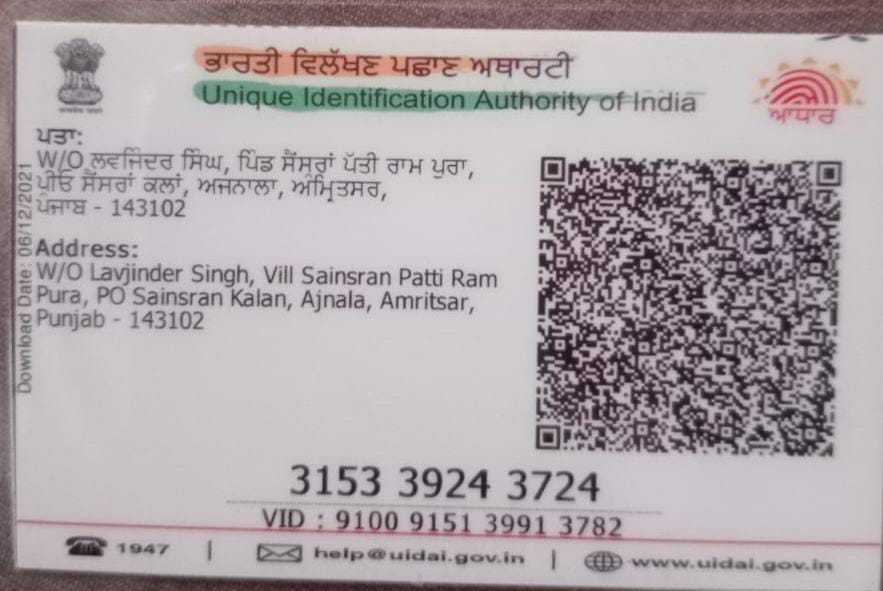 ਭਾਰਤੀ ਵਿਲੱਖਣ ਪਛਾਣ ਅਥਾਰਟੀ
Unique Identification Authority of India
ਆਧਾਰ
ਪਤਾ:
W/O ਲਵਜਿੰਦਰ ਸਿੰਘ, ਪਿੰਡ ਸੈਂਸਰਾਂ ਪੱਤੀ ਰਾਮ ਪੁਰਾ,
ਪੀਓ ਸੈਂਸਰਾਂ ਕਲਾਂ, ਅਜਨਾਲਾ, ਅੰਮ੍ਰਿਤਸਰ,
ਪੰਜਾਬ - 143102
Address:
W/O Lavjinder Singh, Vill Sainsran Patti Ram
Pura, PO Sainsran Kalan, Ajnala, Amritsar,
Punjab - 143102
Download Date: 06/12/2021
3153 3924 3724
VID : 9100 9151 3991 3782
1947 | help@uidai.gov.in | www.uidai.gov.in